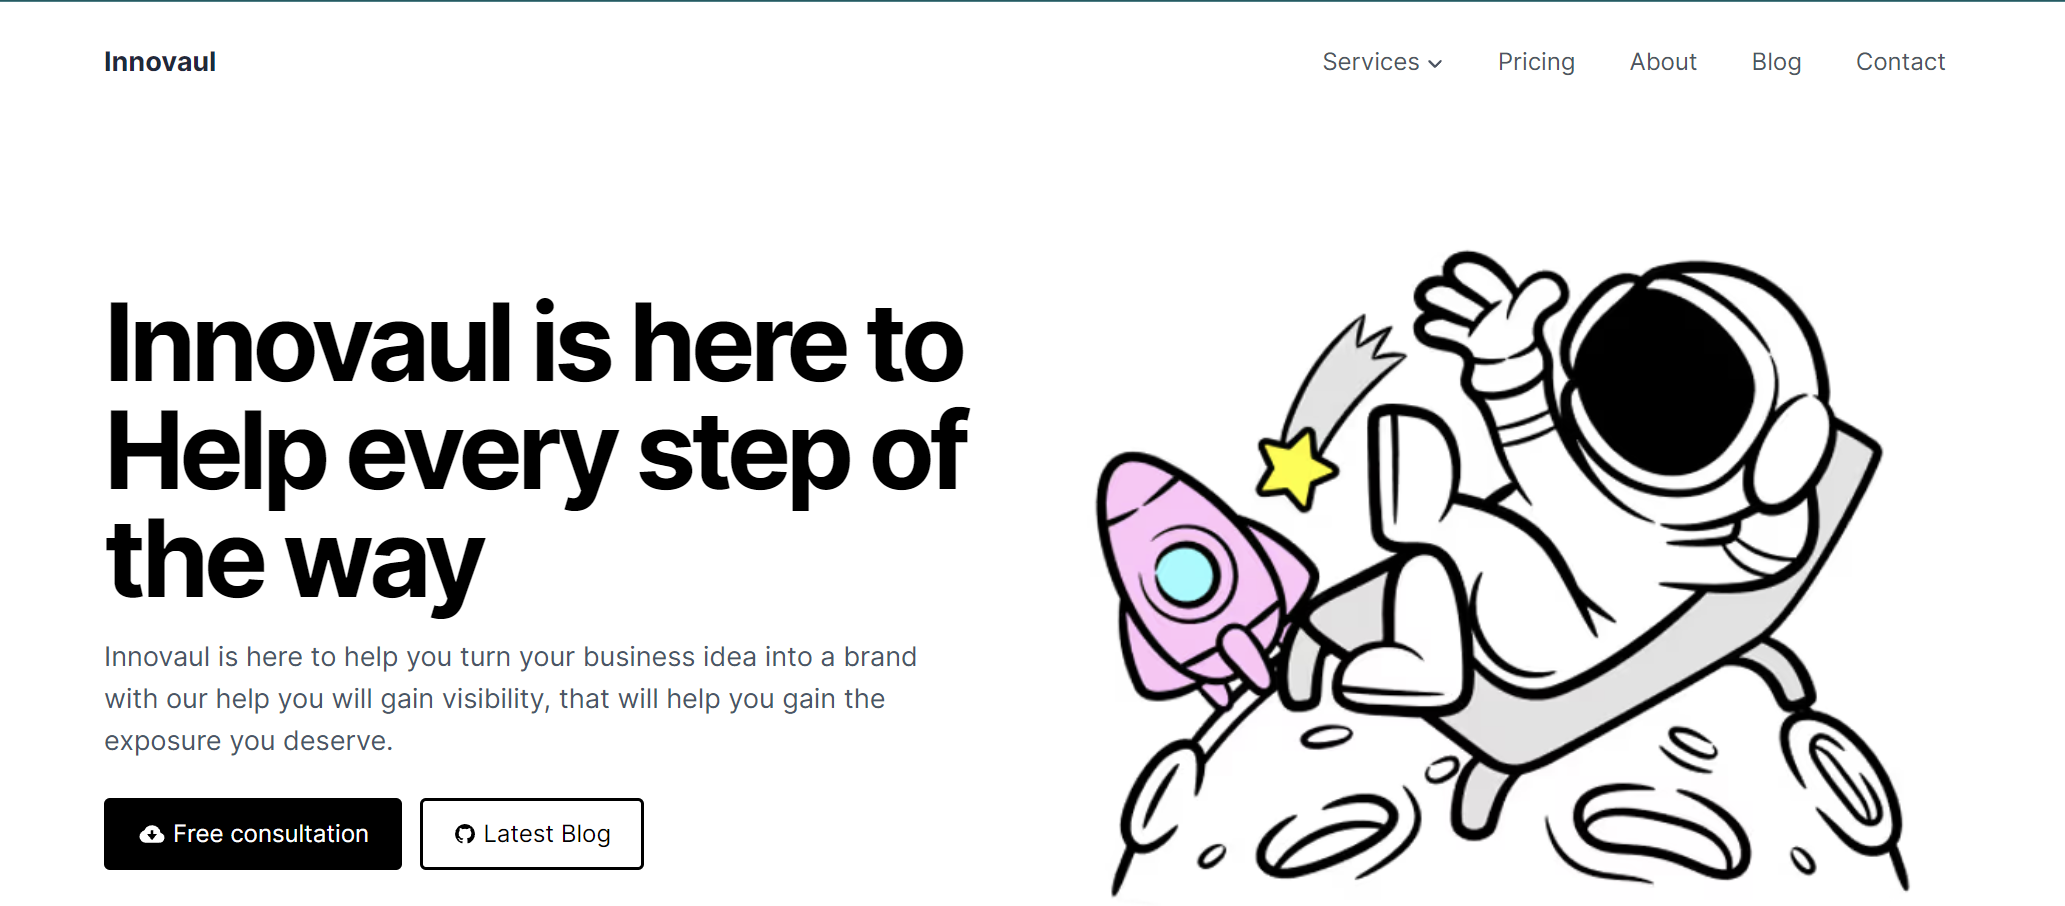 Innovaul
Services
Pricing
About
Blog
Contact
Innovaul is here to
Help every step of
the way
Innovaul is here to help you turn your business idea into a brand
with our help you will gain visibility, that will help you gain the
exposure you deserve.
Free consultation
Latest Blog